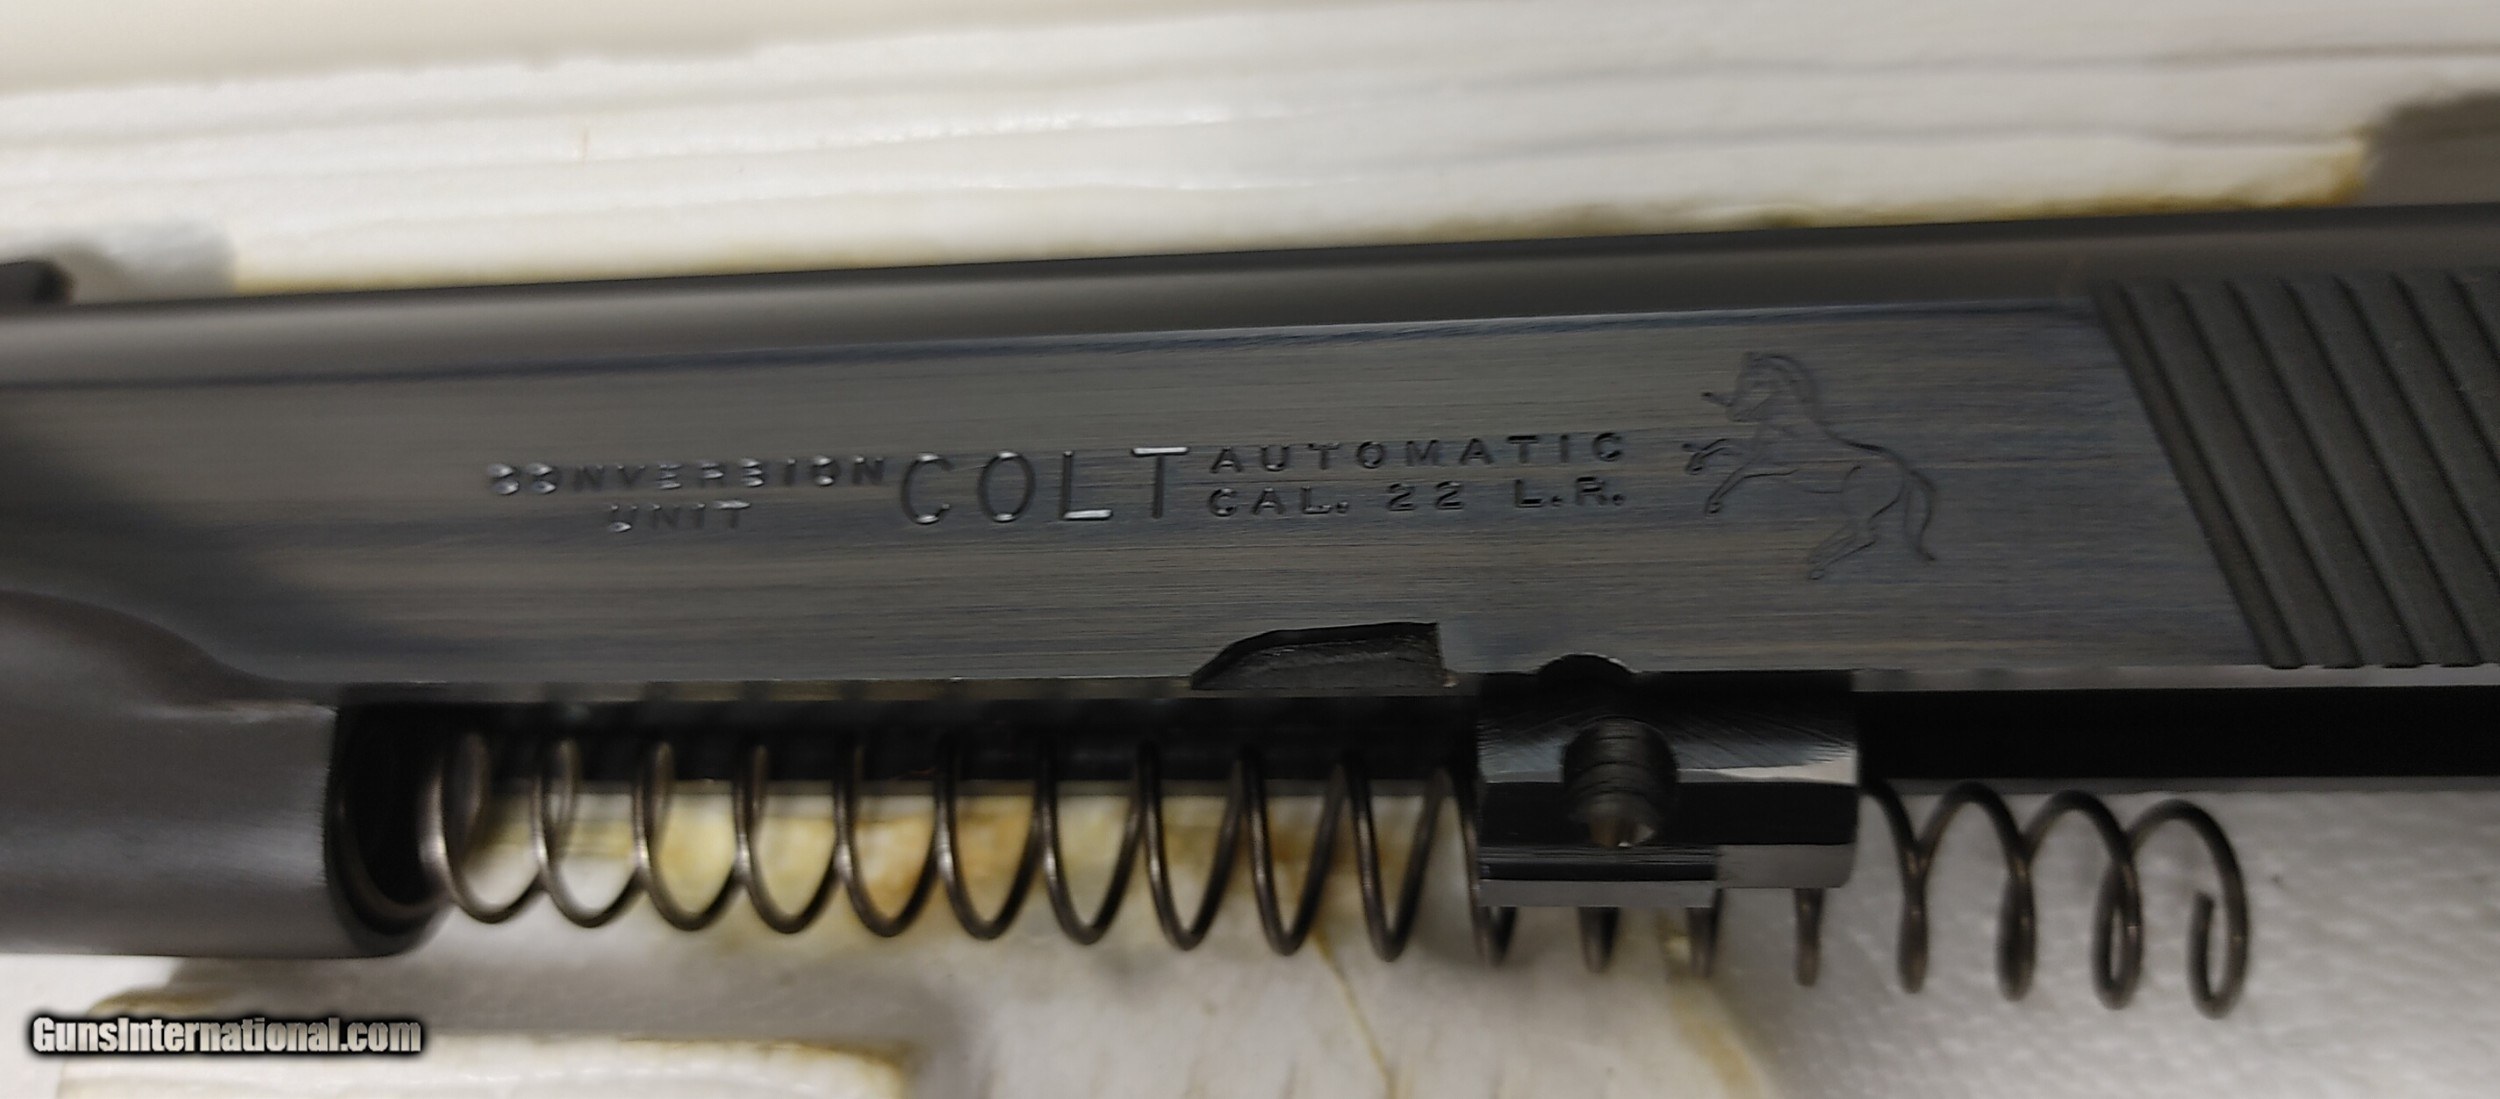 CONVERSION
UNIT
COLT
AUTOMATIC
CAL. 22 L.R.
GunsInternational.com